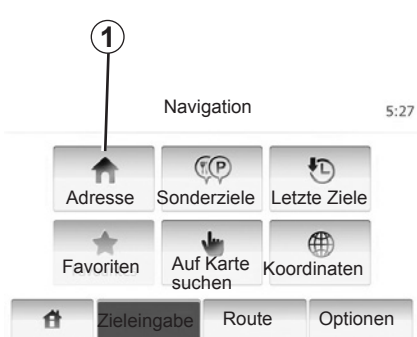 1
Navigation
5:27
Adresse
Sonderziele
Letzte Ziele
Favoriten
Auf Karte
suchen
Koordinaten
Zieleingabe
Route
Optionen